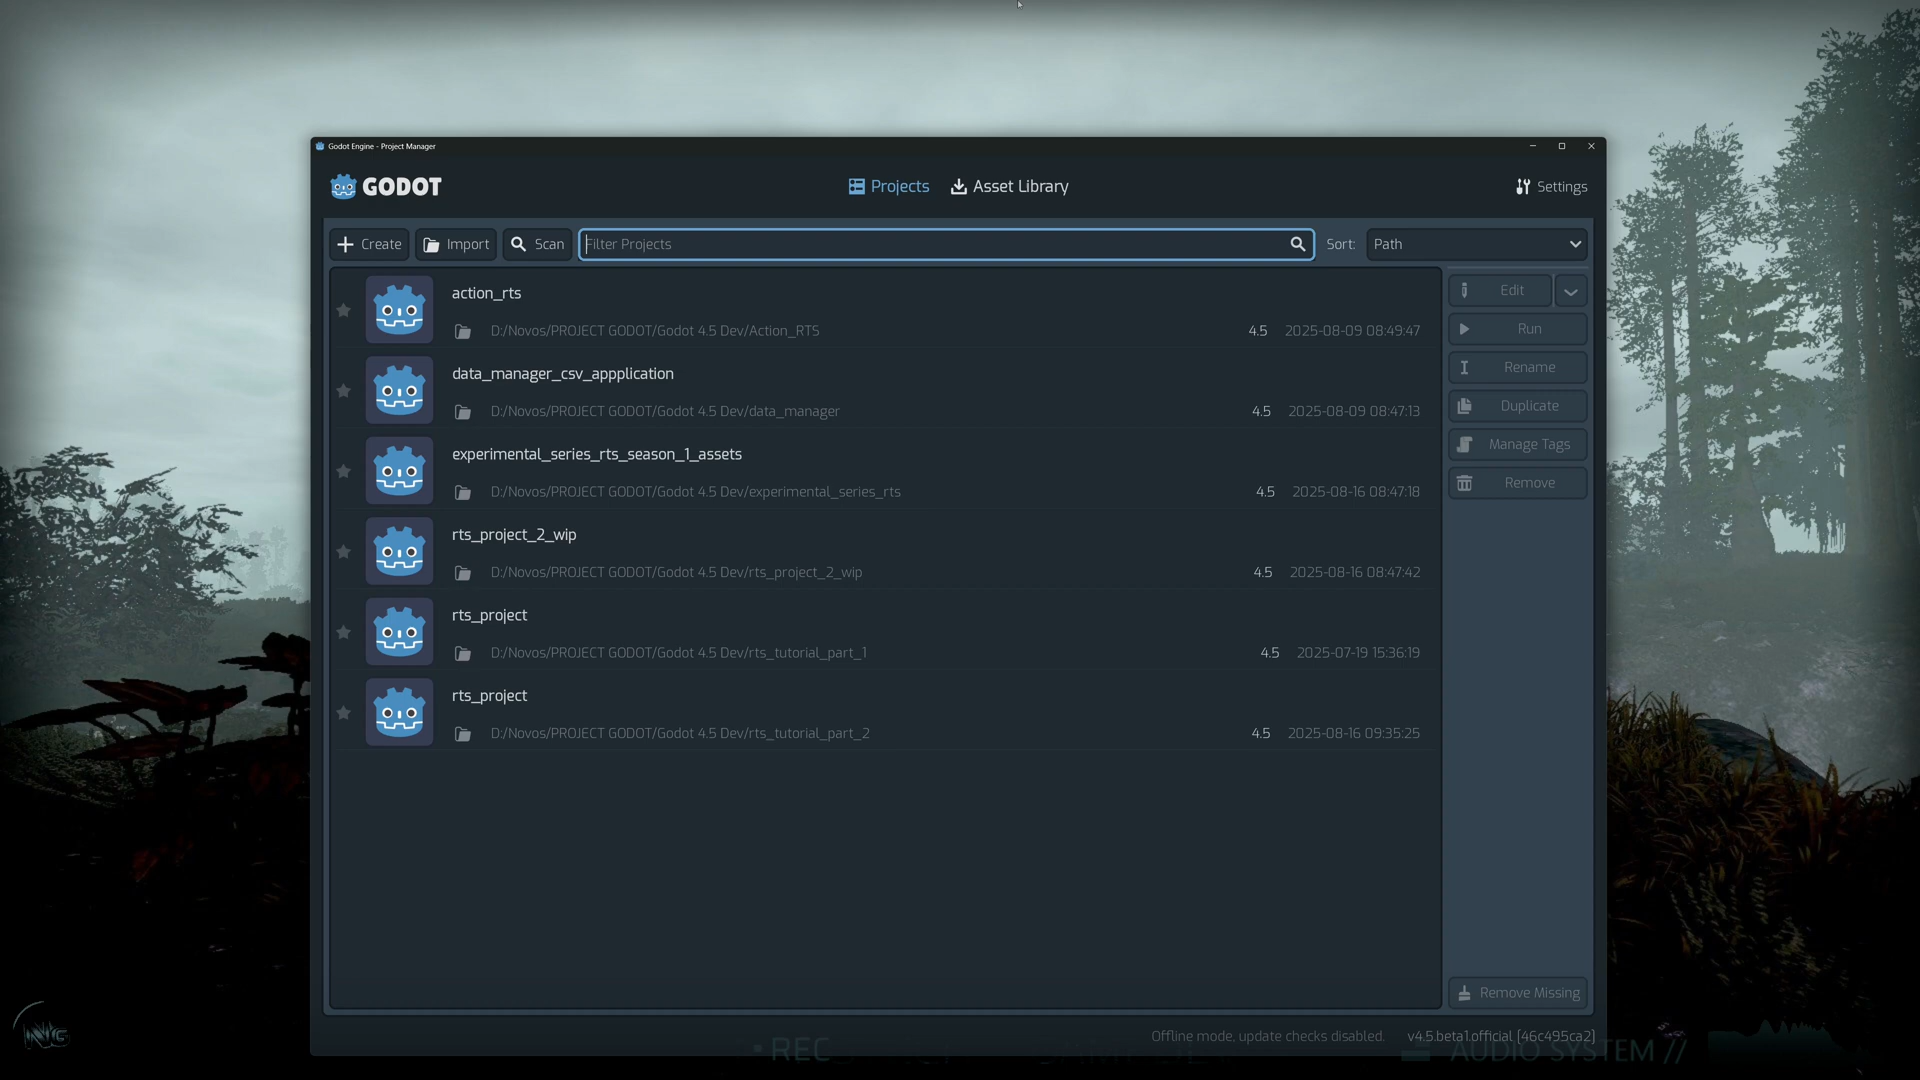 Godot Engine - Project Manager
GODOT
Projects
Asset Library
Settings
Create
Import
Scan
Filter Projects
Sort:
Path
action_rts
D:/Novos/PROJECT GODOT/Godot 4.5 Dev/Action_RTS
4.5
2025-08-09 08:49:47
data_manager_csv_appplication
D:/Novos/PROJECT GODOT/Godot 4.5 Dev/data_manager
4.5
2025-08-09 08:47:13
experimental_series_rts_season_1_assets
D:/Novos/PROJECT GODOT/Godot 4.5 Dev/experimental_series_rts
4.5
2025-08-16 08:47:18
rts_project_2_wip
D:/Novos/PROJECT GODOT/Godot 4.5 Dev/rts_project_2_wip
4.5
2025-08-16 08:47:42
rts_project
D:/Novos/PROJECT GODOT/Godot 4.5 Dev/rts_tutorial_part_1
4.5
2025-07-19 15:36:19
rts_project
D:/Novos/PROJECT GODOT/Godot 4.5 Dev/rts_tutorial_part_2
4.5
2025-08-16 09:35:25
Edit
Run
Rename
Duplicate
Manage Tags
Remove
Remove Missing
Offline mode, update checks disabled.
v4.5.beta1.official [46c495ca2]
• REC
AUDIO SYSTEM //